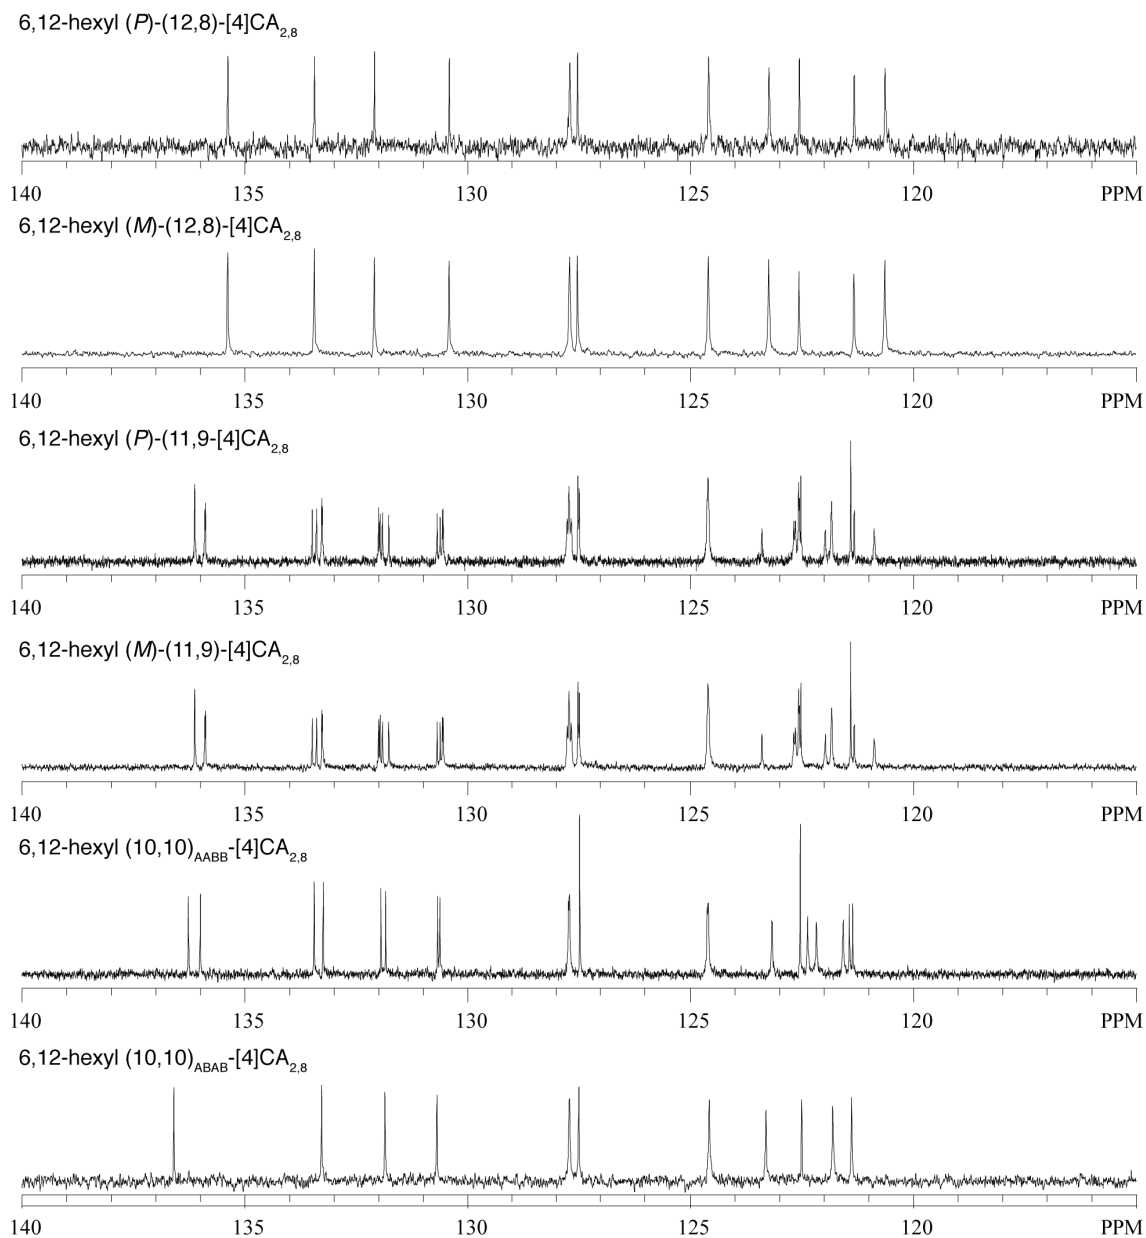 6,12-hexyl (P)-(12,8)-[4]CA2,8
140 135 130 125 120 PPM
6,12-hexyl (M)-(12,8)-[4]CA2,8
140 135 130 125 120 PPM
6,12-hexyl (P)-(11,9-[4]CA2,8
140 135 130 125 120 PPM
6,12-hexyl (M)-(11,9)-[4]CA2,8
140 135 130 125 120 PPM
6,12-hexyl (10,10)AABB-[4]CA2,8
140 135 130 125 120 PPM
6,12-hexyl (10,10)ABAB-[4]CA2,8
140 135 130 125 120 PPM